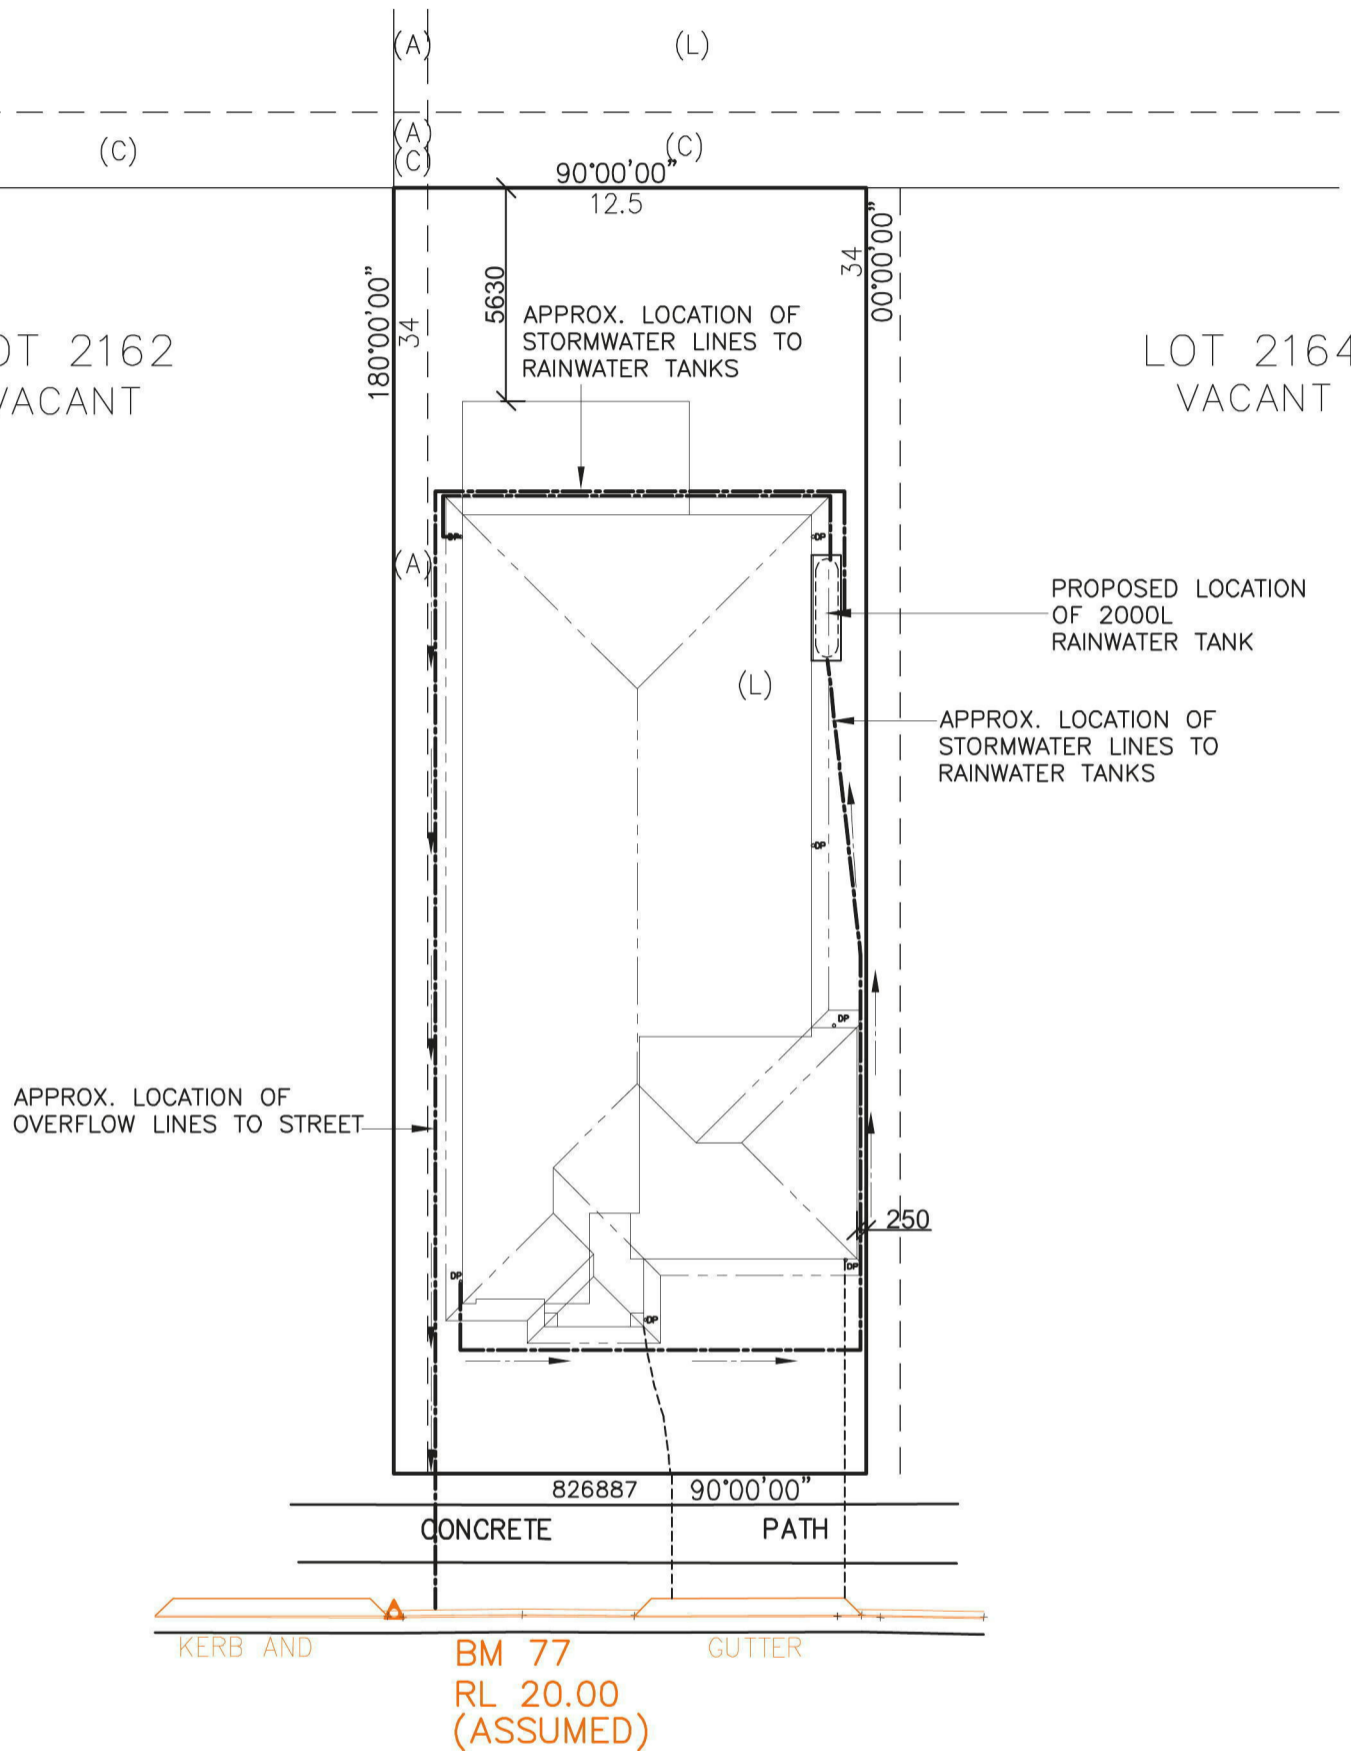 (A)
(L)
(C)
(A)
(C)
(C)
90°00'00"
12.5
180°00'00"
34
5630
34
00°00'00"
APPROX. LOCATION OF
STORMWATER LINES TO
RAINWATER TANKS
OT 2162
VACANT
LOT 2164
VACANT
DP
DP
(A)
PROPOSED LOCATION
OF 2000L
RAINWATER TANK
(L)
APPROX. LOCATION OF
STORMWATER LINES TO
RAINWATER TANKS
DP
DP
APPROX. LOCATION OF
OVERFLOW LINES TO STREET
250
DP
DP
DP
826887
90°00'00"
CONCRETE PATH
KERB AND GUTTER
BM 77
RL 20.00
(ASSUMED)